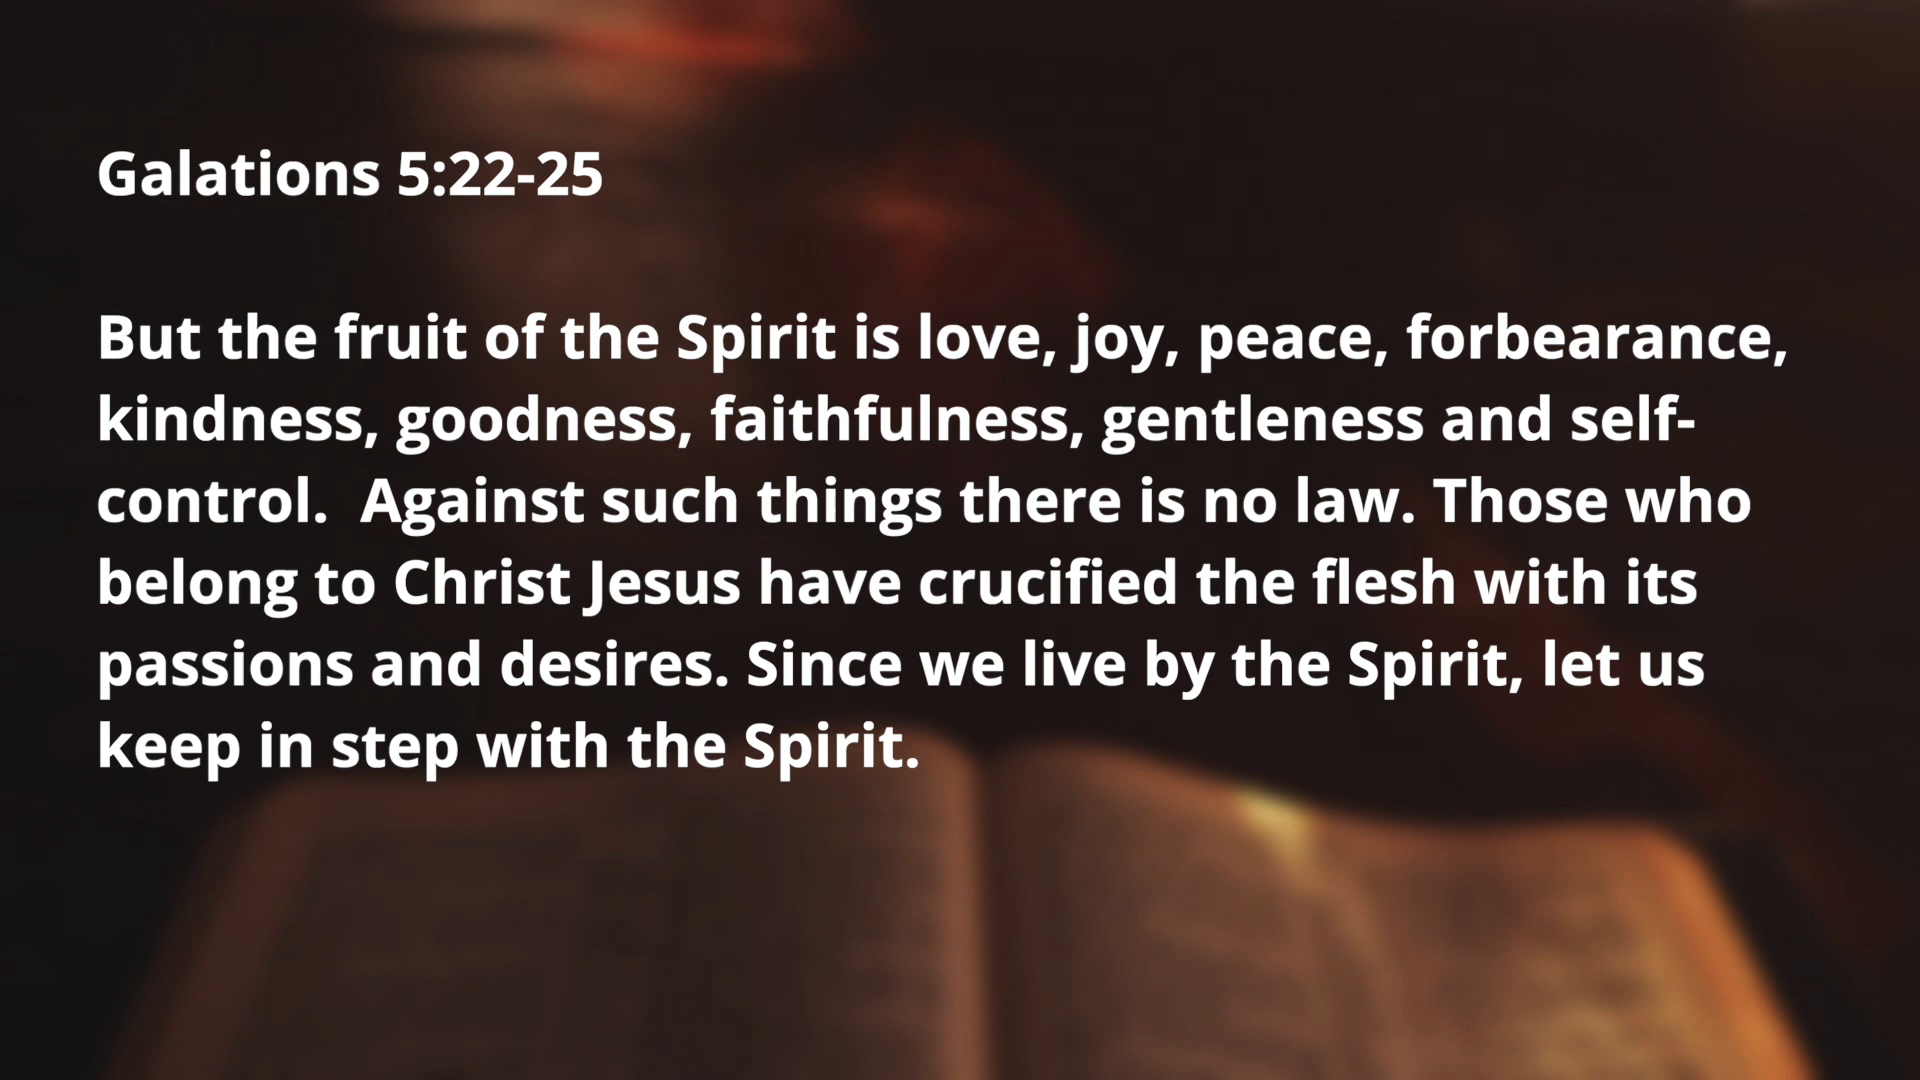 Galations 5:22-25
But the fruit of the Spirit is love, joy, peace, forbearance,
kindness, goodness, faithfulness, gentleness and self-
control.  Against such things there is no law. Those who
belong to Christ Jesus have crucified the flesh with its
passions and desires. Since we live by the Spirit, let us
keep in step with the Spirit.